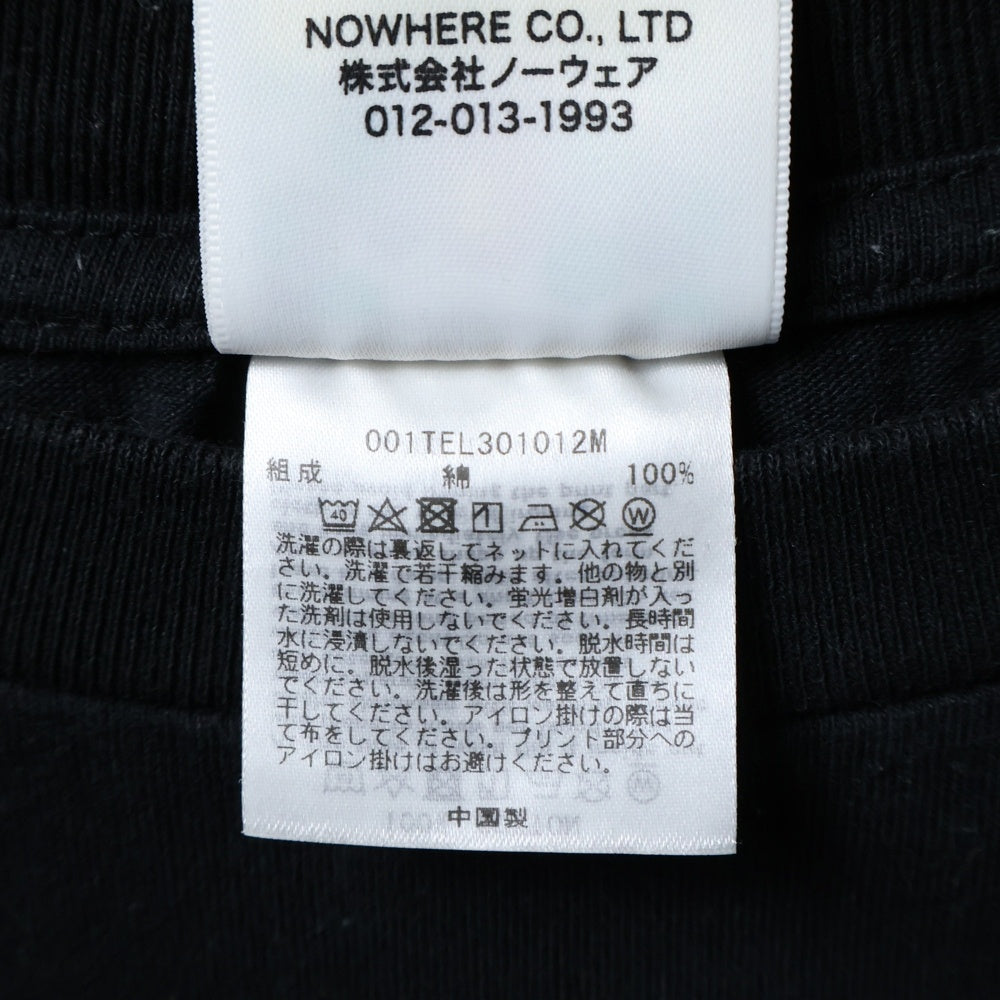 NOWHERE CO., LTD
株式会社ノーウェア
012-013-1993
001TEL301012M
組成 綿 100%
40
W
洗濯の際は裏返してネットに入れてくだ
さい。洗濯で若干縮みます。他の物と別
に洗濯してください。蛍光増白剤が入っ
た洗剤は使用しないでください。長時間
水に浸漬しないでください。脱水時間は
短めに。脱水後湿った状態で放置しない
でください。洗濯後は形を整えて直ちに
干してください。アイロン掛けの際は当
て布をしてください。プリント部分への
アイロン掛けはお避けください。
中国製